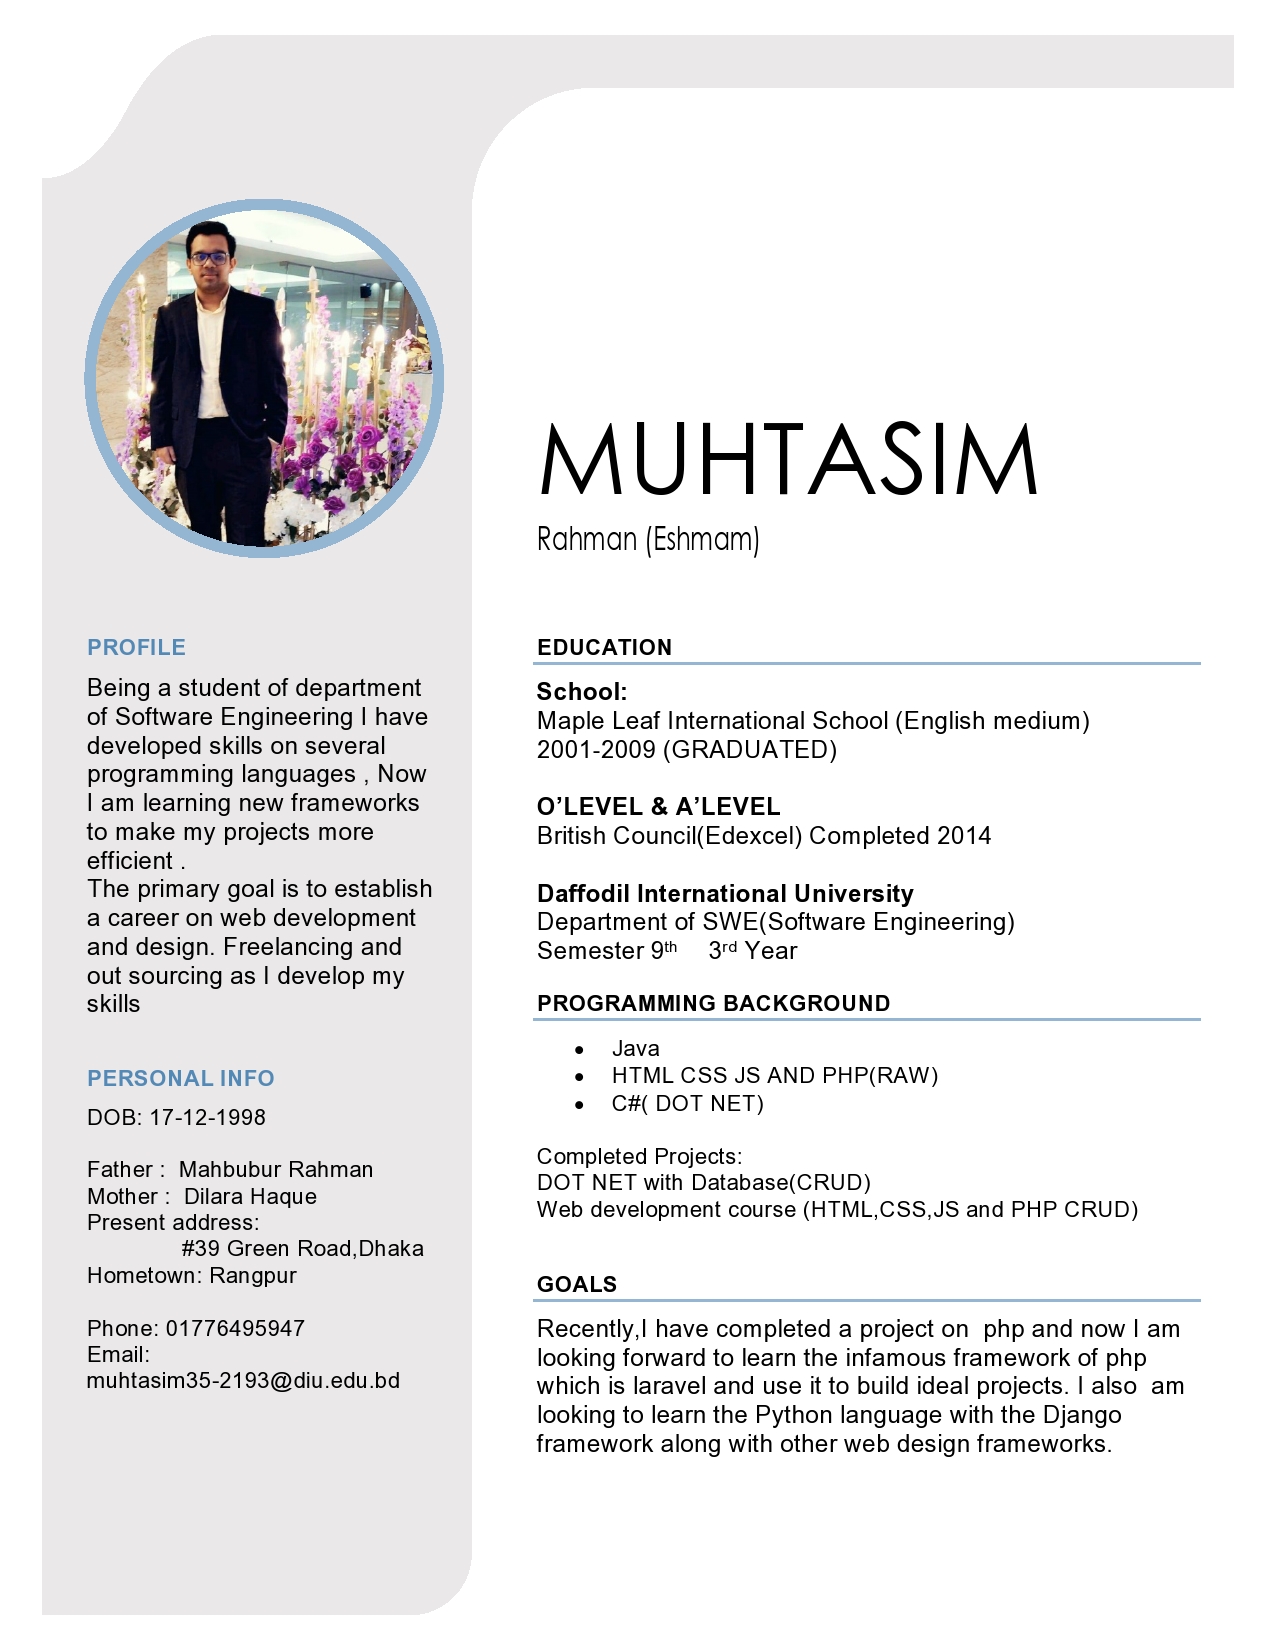 MUHTASIM
Rahman (Eshmam)
PROFILE
Being a student of department
of Software Engineering I have
developed skills on several
programming languages , Now
I am learning new frameworks
to make my projects more
efficient .
The primary goal is to establish
a career on web development
and design. Freelancing and
out sourcing as I develop my
skills
PERSONAL INFO
DOB: 17-12-1998
Father :  Mahbubur Rahman
Mother :  Dilara Haque
Present address:
#39 Green Road,Dhaka
Hometown: Rangpur
Phone: 01776495947
Email:
muhtasim35-2193@diu.edu.bd
EDUCATION
School:
Maple Leaf International School (English medium)
2001-2009 (GRADUATED)
O’LEVEL & A’LEVEL
British Council(Edexcel) Completed 2014
Daffodil International University
Department of SWE(Software Engineering)
Semester 9th    3rd Year
PROGRAMMING BACKGROUND
• Java
• HTML CSS JS AND PHP(RAW)
• C#( DOT NET)
Completed Projects:
DOT NET with Database(CRUD)
Web development course (HTML,CSS,JS and PHP CRUD)
GOALS
Recently,I have completed a project on  php and now I am
looking forward to learn the infamous framework of php
which is laravel and use it to build ideal projects. I also  am
looking to learn the Python language with the Django
framework along with other web design frameworks.